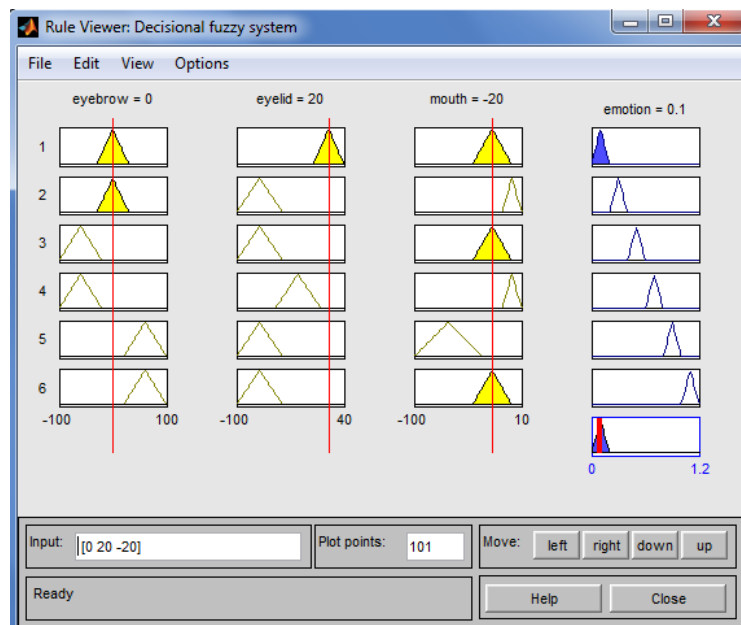 Rule Viewer: Decisional fuzzy system
File Edit View Options
eyebrow = 0 eyelid = 20 mouth = -20 emotion = 0.1
1
2
3
4
5
6
-100 100 -100 40 -100 10
0 1.2
Input: [0 20 -20] Plot points: 101 Move: left right down up
Ready Help Close